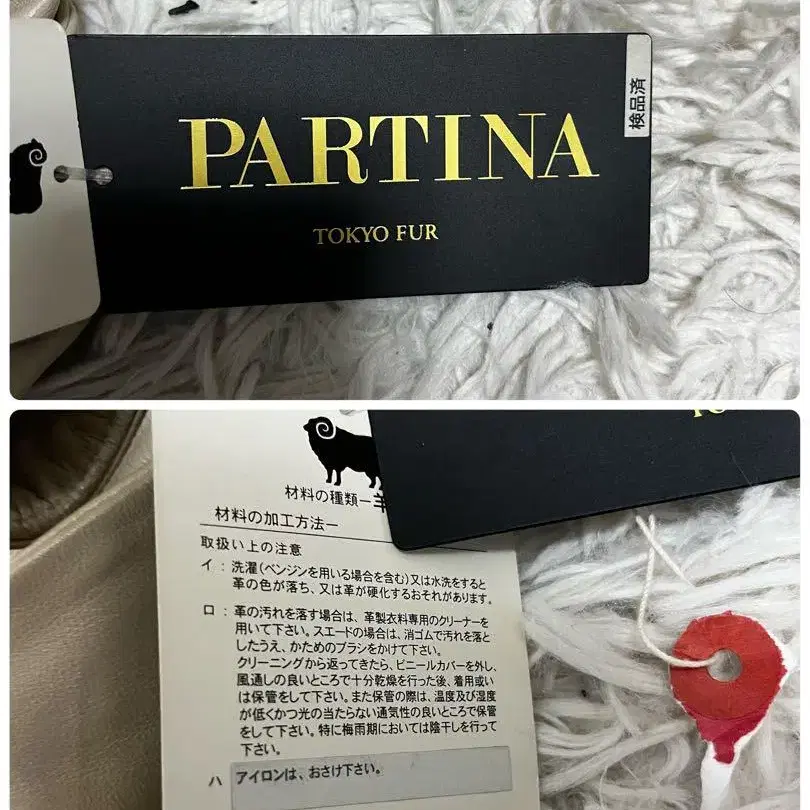 PARTINA
TOKYO FUR
検品済
材料の種類ー羊
材料の加工方法ー
取扱い上の注意
イ：洗濯（ベンジンを用いる場合を含む）又は水洗をすると
革の色が落ち、又は革が硬化するおそれがあります。
ロ：革の汚れを落す場合は、革製衣料専用のクリーナーを
用いて下さい。スエードの場合は、消ゴムで汚れを落と
したうえ、かためのブラシをかけて下さい。
クリーニングから返ってきたら、ビニールカバーを外し、
風通しの良いところで十分乾燥を行った後、着用或い
は保管をして下さい。また保管の際は、温度及び湿度
が低くかつ光の当たらない通気性の良いところで保管
をして下さい。特に梅雨期においては陰干しを行って
下さい。
ハ アイロンは、おさけ下さい。